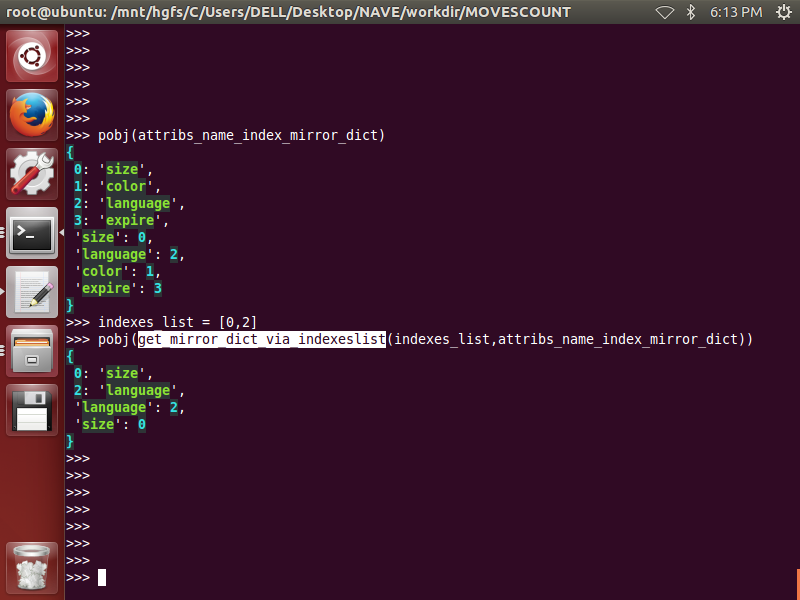 root@ubuntu: /mnt/hgfs/C/Users/DELL/Desktop/NAVE/workdir/MOVESCOUNT 6:13 PM
>>>
>>>
>>>
>>>
>>>
>>>
>>> pobj(attribs_name_index_mirror_dict)
{
 0: 'size',
 1: 'color',
 2: 'language',
 3: 'expire',
 'size': 0,
 'language': 2,
 'color': 1,
 'expire': 3
}
>>> indexes_list = [0,2]
>>> pobj(get_mirror_dict_via_indexeslist(indexes_list,attribs_name_index_mirror_dict))
{
 0: 'size',
 2: 'language',
 'language': 2,
 'size': 0
}
>>>
>>>
>>>
>>>
>>>
>>>
>>>
>>>